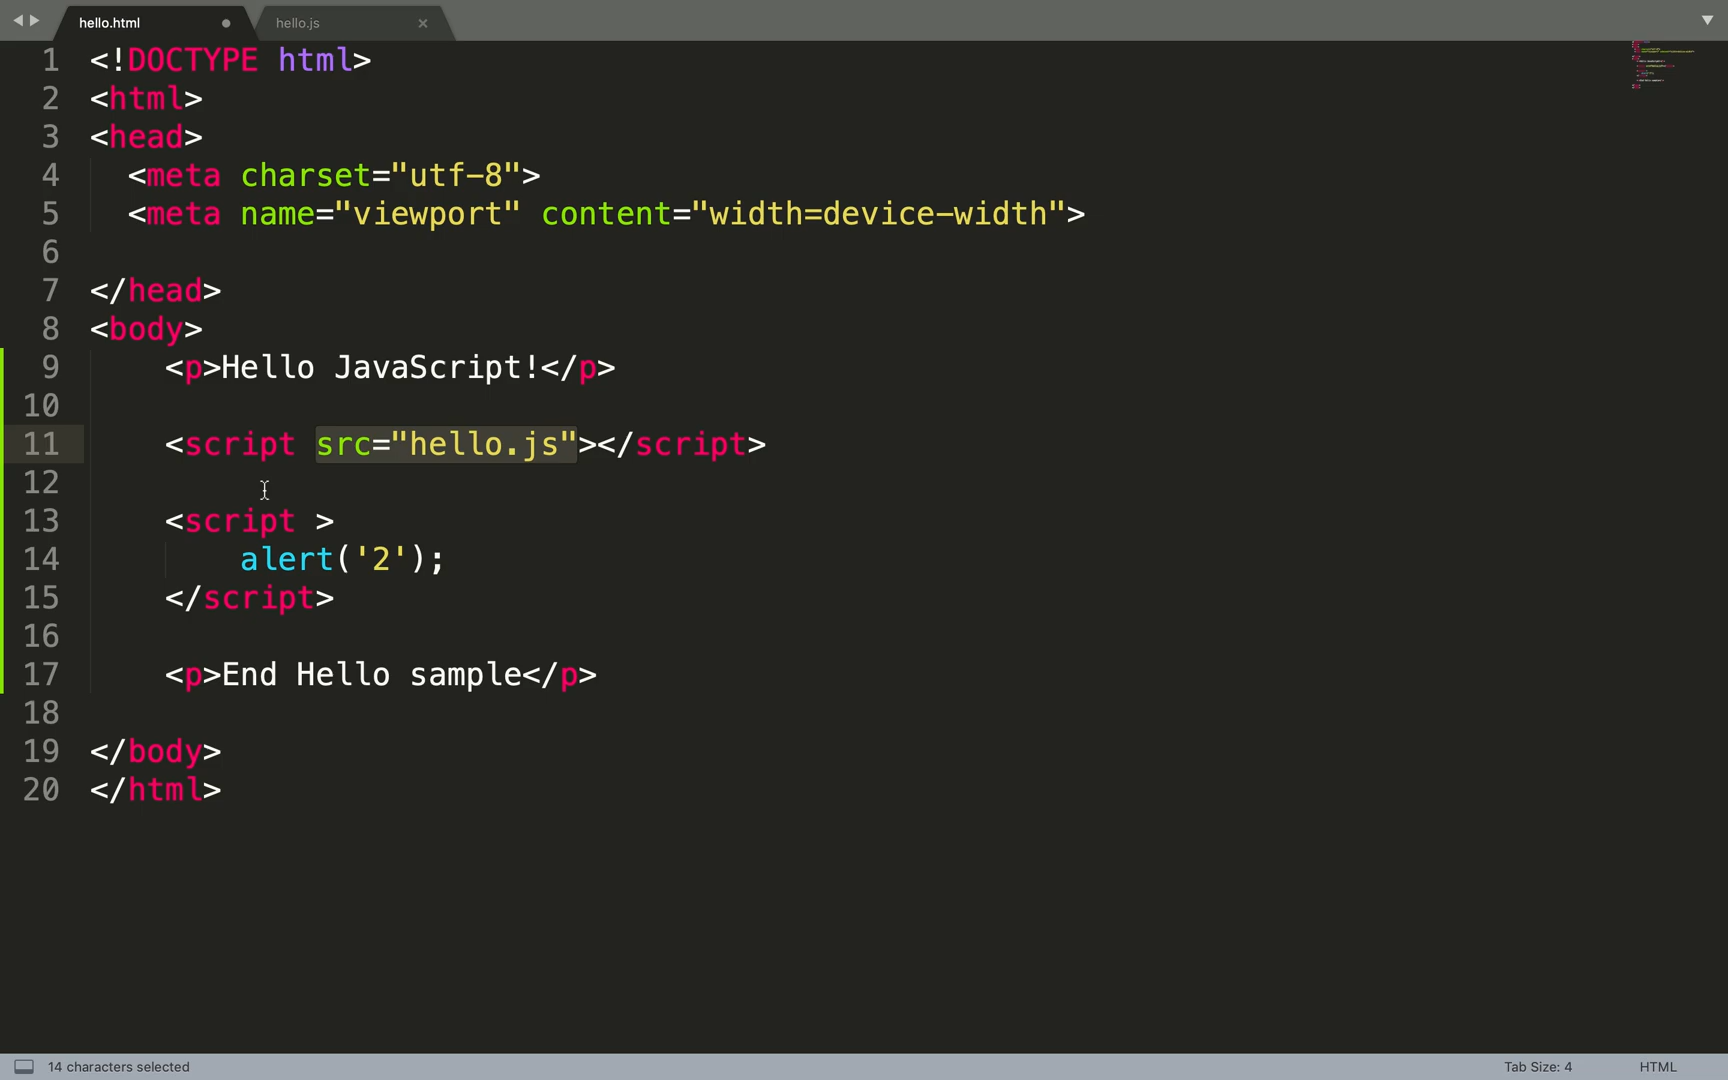 hello.html hello.js
1 <!DOCTYPE html>
2 <html>
3 <head>
4 <meta charset="utf-8">
5 <meta name="viewport" content="width=device-width">
6
7 </head>
8 <body>
9 <p>Hello JavaScript!</p>
10
11 <script src="hello.js"></script>
12
13 <script >
14 alert('2');
15 </script>
16
17 <p>End Hello sample</p>
18
19 </body>
20 </html>
14 characters selected Tab Size: 4 HTML